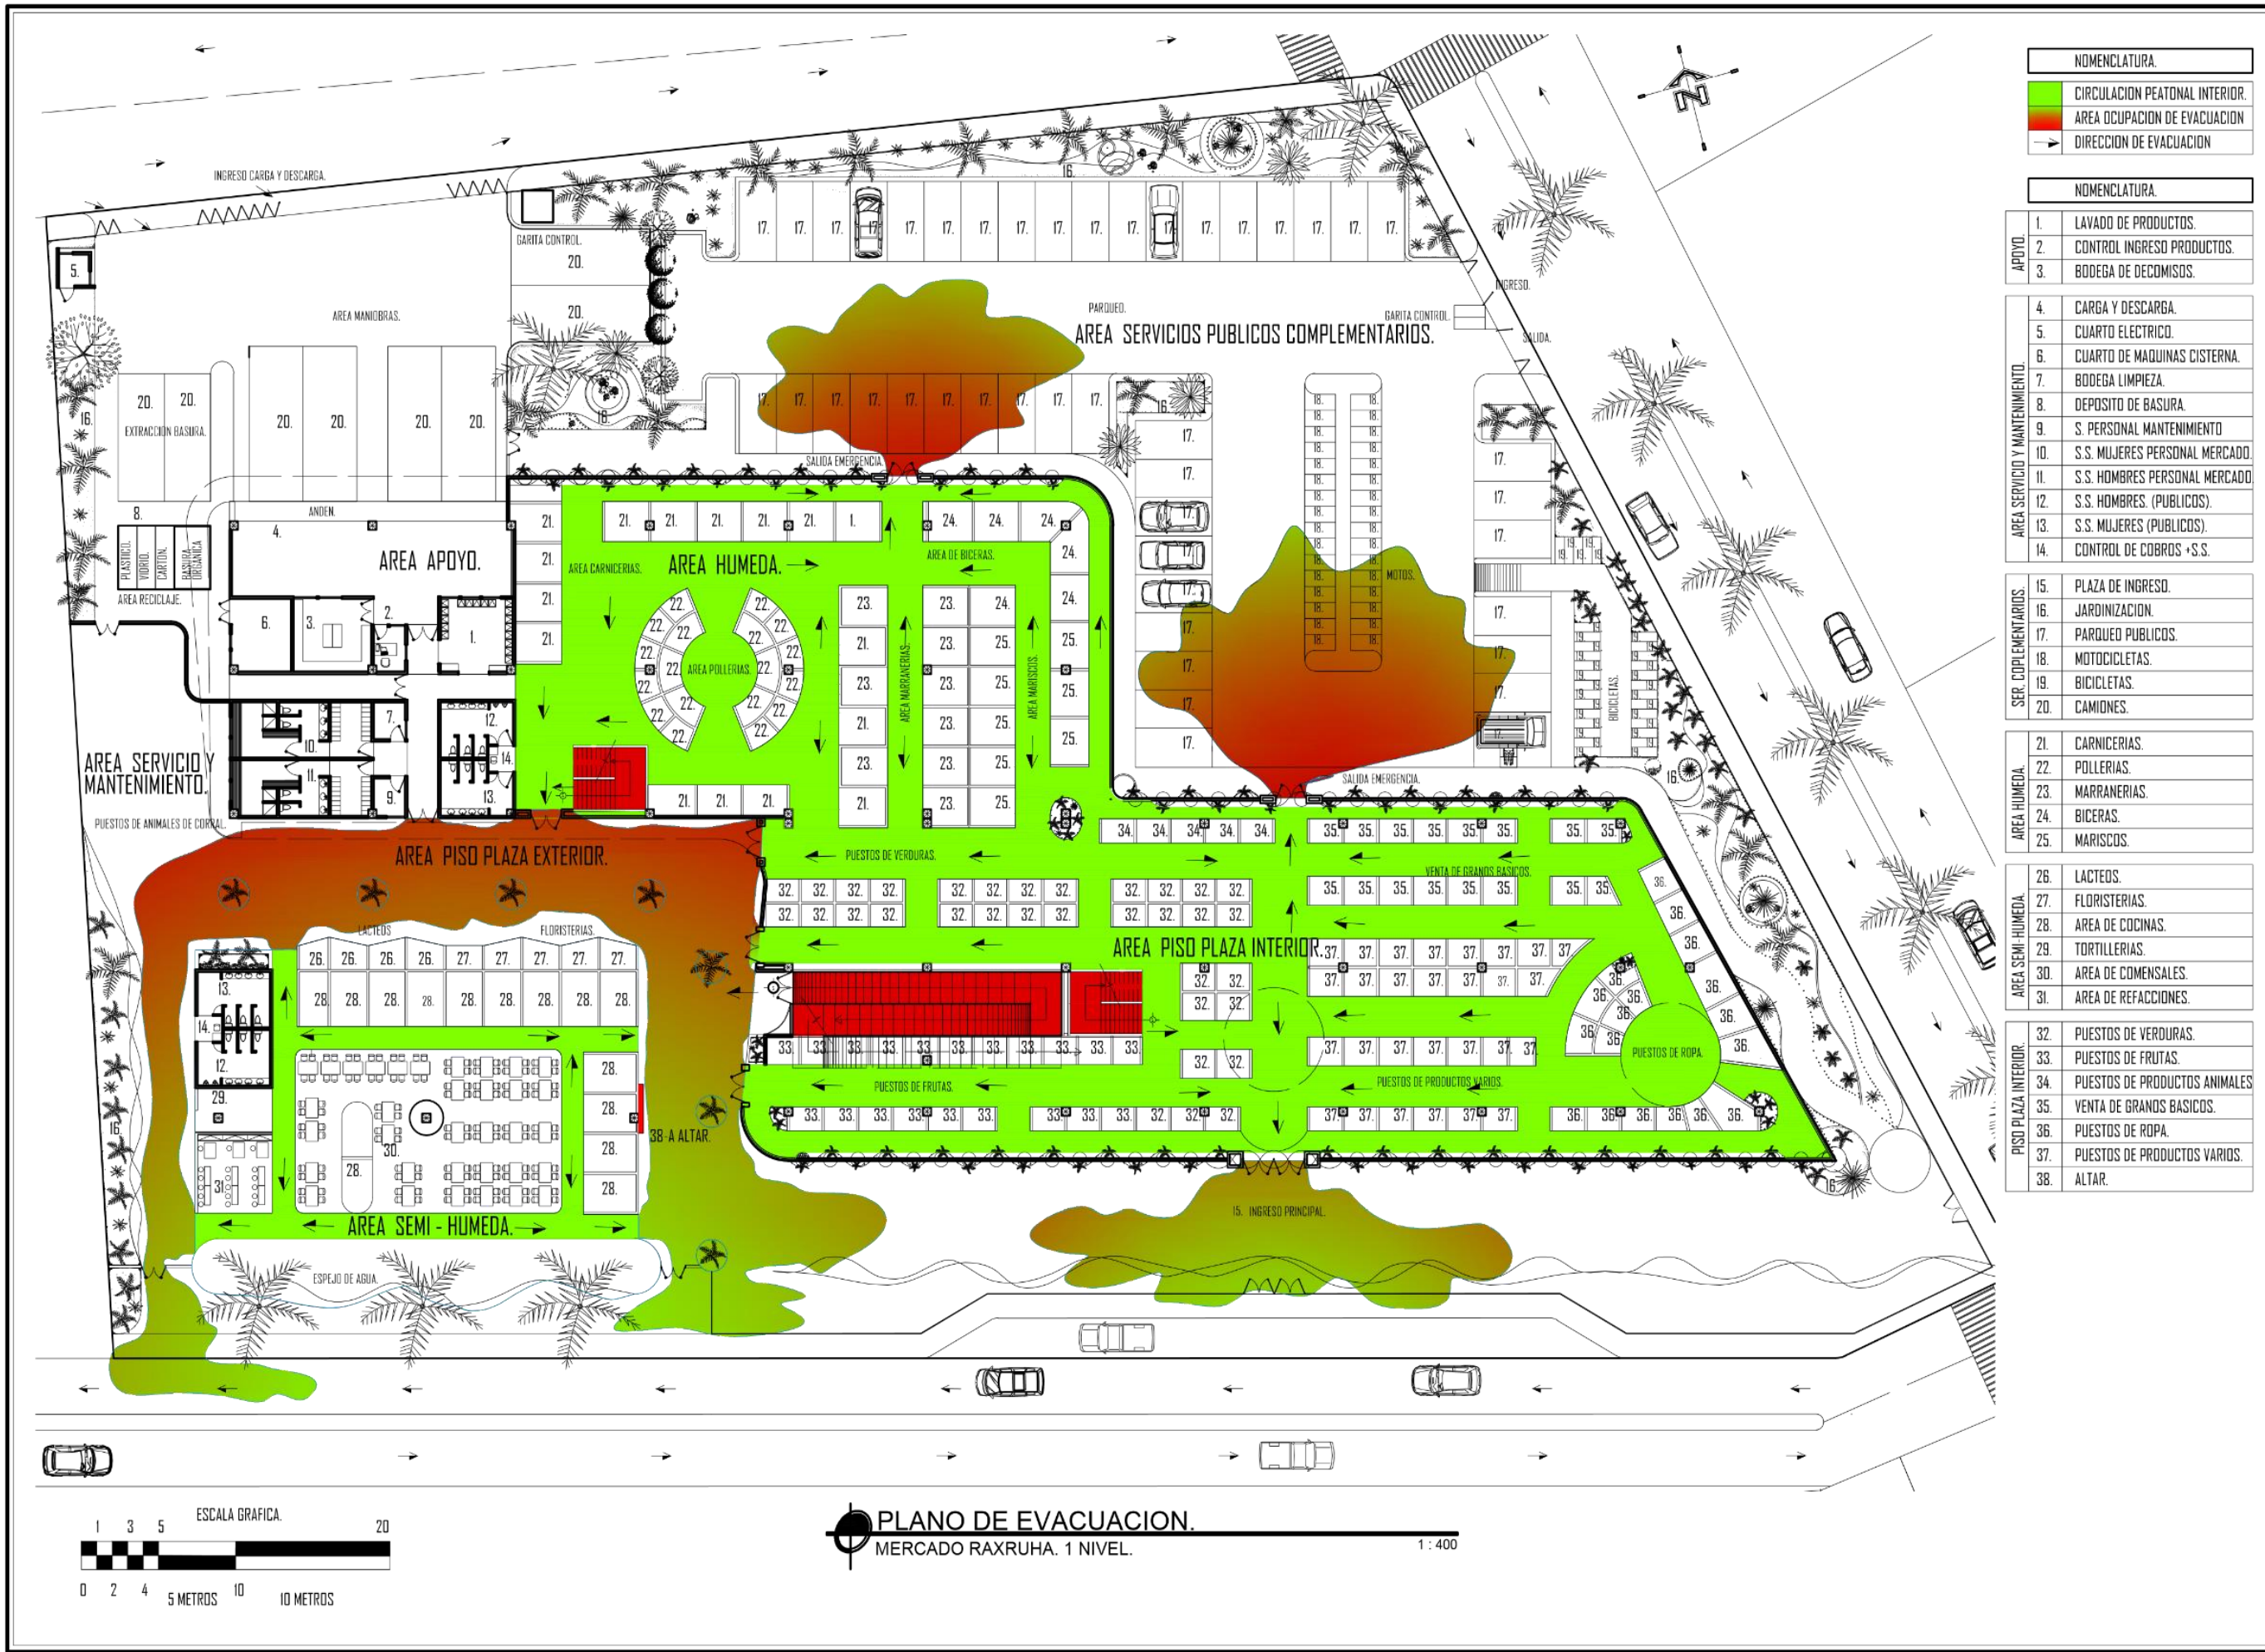 NOMENCLATURA.
CIRCULACION PEATONAL INTERIOR.
AREA OCUPACION DE EVACUACION
DIRECCION DE EVACUACION
NOMENCLATURA.
APOYO.
1. LAVADO DE PRODUCTOS.
2. CONTROL INGRESO PRODUCTOS.
3. BODEGA DE DECOMISOS.
AREA SERVICIO Y MANTENIMIENTO.
4. CARGA Y DESCARGA.
5. CUARTO ELECTRICO.
6. CUARTO DE MAQUINAS CISTERNA.
7. BODEGA LIMPIEZA.
8. DEPOSITO DE BASURA.
9. S. PERSONAL MANTENIMIENTO
10. S.S. MUJERES PERSONAL MERCADO.
11. S.S. HOMBRES PERSONAL MERCADO
12. S.S. HOMBRES. (PUBLICOS).
13. S.S. MUJERES (PUBLICOS).
14. CONTROL DE COBROS +S.S.
SER. COPLEMENTARIOS.
15. PLAZA DE INGRESO.
16. JARDINIZACION.
17. PARQUEO PUBLICOS.
18. MOTOCICLETAS.
19. BICICLETAS.
20. CAMIONES.
AREA HUMEDA.
21. CARNICERIAS.
22. POLLERIAS.
23. MARRANERIAS.
24. BICERAS.
25. MARISCOS.
AREA SEMI-HUMEDA.
26. LACTEOS.
27. FLORISTERIAS.
28. AREA DE COCINAS.
29. TORTILLERIAS.
30. AREA DE COMENSALES.
31. AREA DE REFACCIONES.
PISO PLAZA INTERIOR.
32. PUESTOS DE VERDURAS.
33. PUESTOS DE FRUTAS.
34. PUESTOS DE PRODUCTOS ANIMALES
35. VENTA DE GRANOS BASICOS.
36. PUESTOS DE ROPA.
37. PUESTOS DE PRODUCTOS VARIOS.
38. ALTAR.
INGRESO CARGA Y DESCARGA.
GARITA CONTROL.
AREA MANIOBRAS.
PARQUEO.
AREA SERVICIOS PUBLICOS COMPLEMENTARIOS.
GARITA CONTROL.
INGRESO.
SALIDA.
EXTRACCION BASURA.
SALIDA EMERGENCIA.
ANDEN.
AREA APOYO.
PLASTICO.
VIDRIO.
CARTON.
BASURA ORGANICA
AREA RECICLAJE.
AREA CARNICERIAS.
AREA HUMEDA.
AREA DE BICERAS.
MOTOS.
AREA POLLERIAS.
AREA MARRANERIAS.
AREA MARISCOS.
BICICLETAS.
AREA SERVICIO Y
MANTENIMIENTO.
SALIDA EMERGENCIA.
PUESTOS DE ANIMALES DE CORRAL.
AREA PISO PLAZA EXTERIOR.
PUESTOS DE VERDURAS.
VENTA DE GRANOS BASICOS.
LACTEOS
FLORISTERIAS.
AREA PISO PLAZA INTERIOR.
PUESTOS DE ROPA.
PUESTOS DE FRUTAS.
PUESTOS DE PRODUCTOS VARIOS.
38-A ALTAR.
AREA SEMI - HUMEDA.
15. INGRESO PRINCIPAL.
ESPEJO DE AGUA.
N
ESCALA GRAFICA.
1 3 5 20
0 2 4 5 METROS 10 10 METROS
PLANO DE EVACUACION.
MERCADO RAXRUHA. 1 NIVEL.
1 : 400